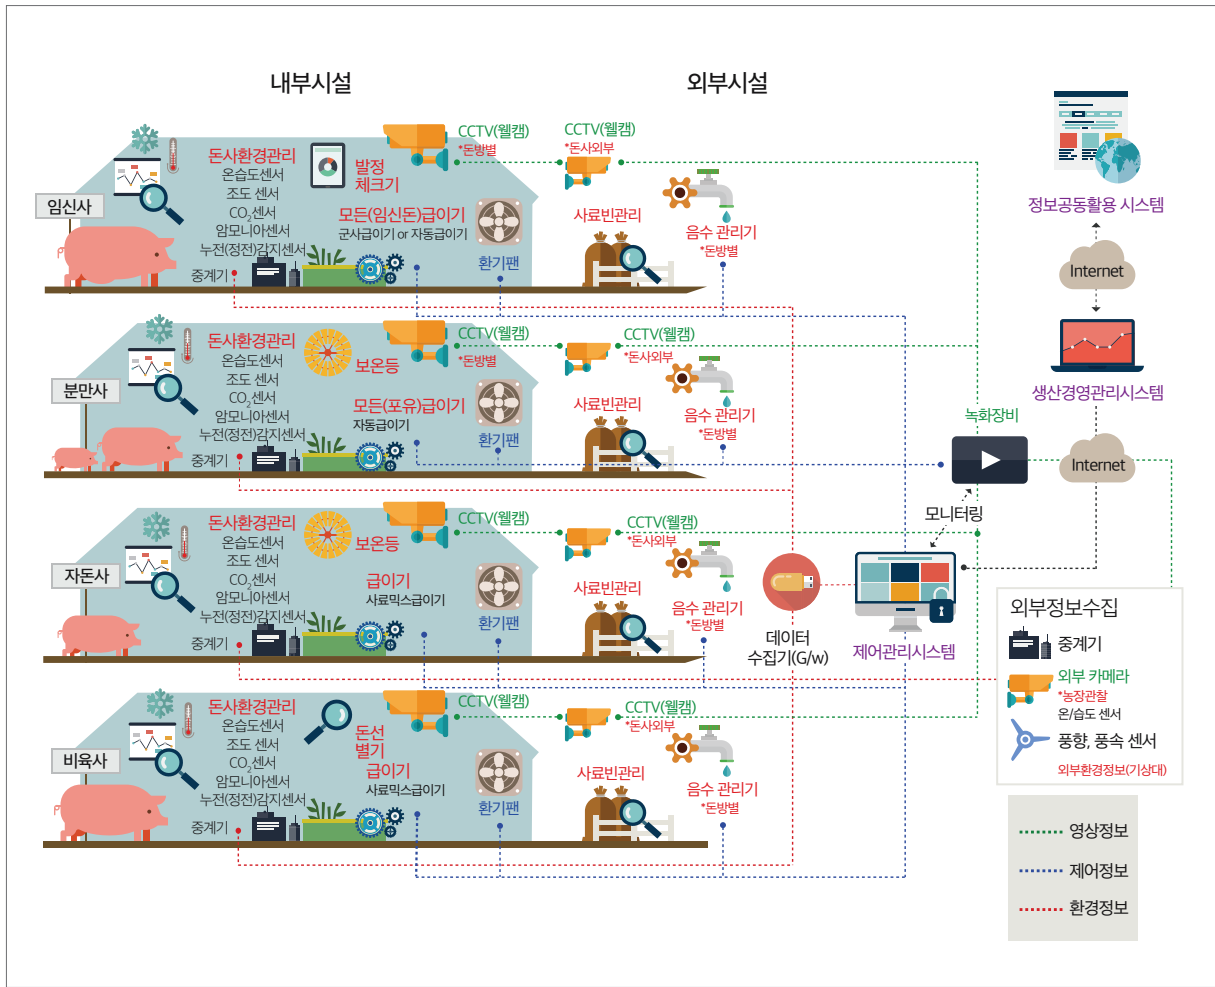 내부시설
외부시설
임신사
돈사환경관리
온습도센서
조도 센서
CO₂센서
암모니아센서
누전(정전)감지센서
중계기
발정
체크기
모든(임신돈)급이기
군사급이기 or 자동급이기
CCTV(웹캠)
*돈방별
환기팬
CCTV(웹캠)
*돈사외부
사료빈관리
음수 관리기
*돈방별
분만사
돈사환경관리
온습도센서
조도 센서
CO₂센서
암모니아센서
누전(정전)감지센서
중계기
보온등
모든(포유)급이기
자동급이기
CCTV(웹캠)
*돈방별
환기팬
CCTV(웹캠)
*돈사외부
사료빈관리
음수 관리기
*돈방별
자돈사
돈사환경관리
온습도센서
조도 센서
CO₂센서
암모니아센서
누전(정전)감지센서
중계기
보온등
급이기
사료믹스급이기
CCTV(웹캠)
환기팬
CCTV(웹캠)
*돈사외부
사료빈관리
음수 관리기
*돈방별
비육사
돈사환경관리
온습도센서
조도 센서
CO₂센서
암모니아센서
누전(정전)감지센서
중계기
돈선
별기
급이기
사료믹스급이기
CCTV(웹캠)
환기팬
CCTV(웹캠)
*돈사외부
사료빈관리
음수 관리기
*돈방별
데이터
수집기(G/w)
제어관리시스템
모니터링
녹화장비
정보공동활용 시스템
Internet
생산경영관리시스템
Internet
외부정보수집
중계기
외부 카메라
*농장관찰
온/습도 센서
풍향, 풍속 센서
외부환경정보(기상대)
영상정보
제어정보
환경정보